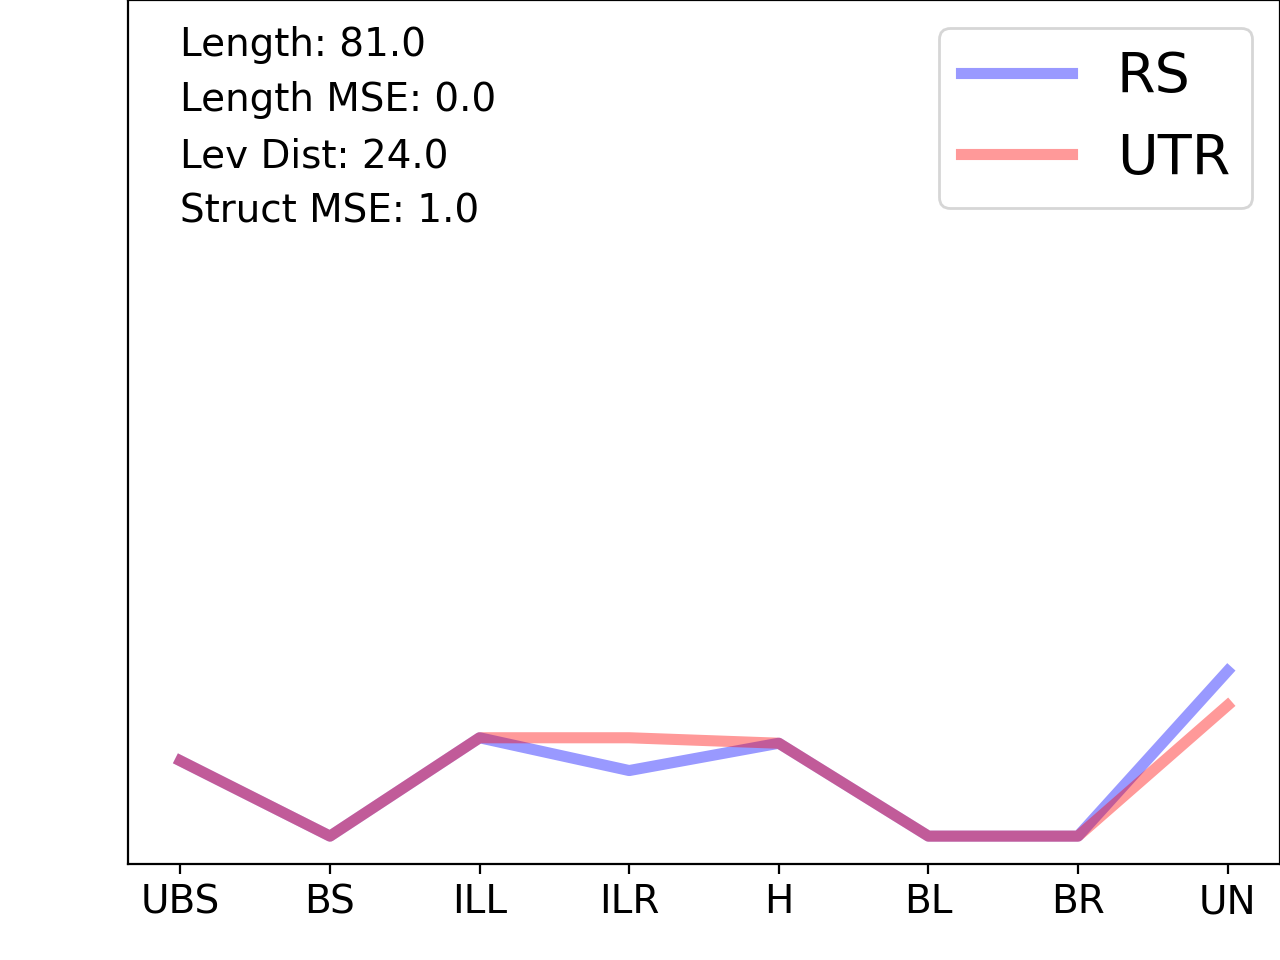 Length: 81.0
Length MSE: 0.0
Lev Dist: 24.0
Struct MSE: 1.0
RS
UTR
UBS BS ILL ILR H BL BR UN